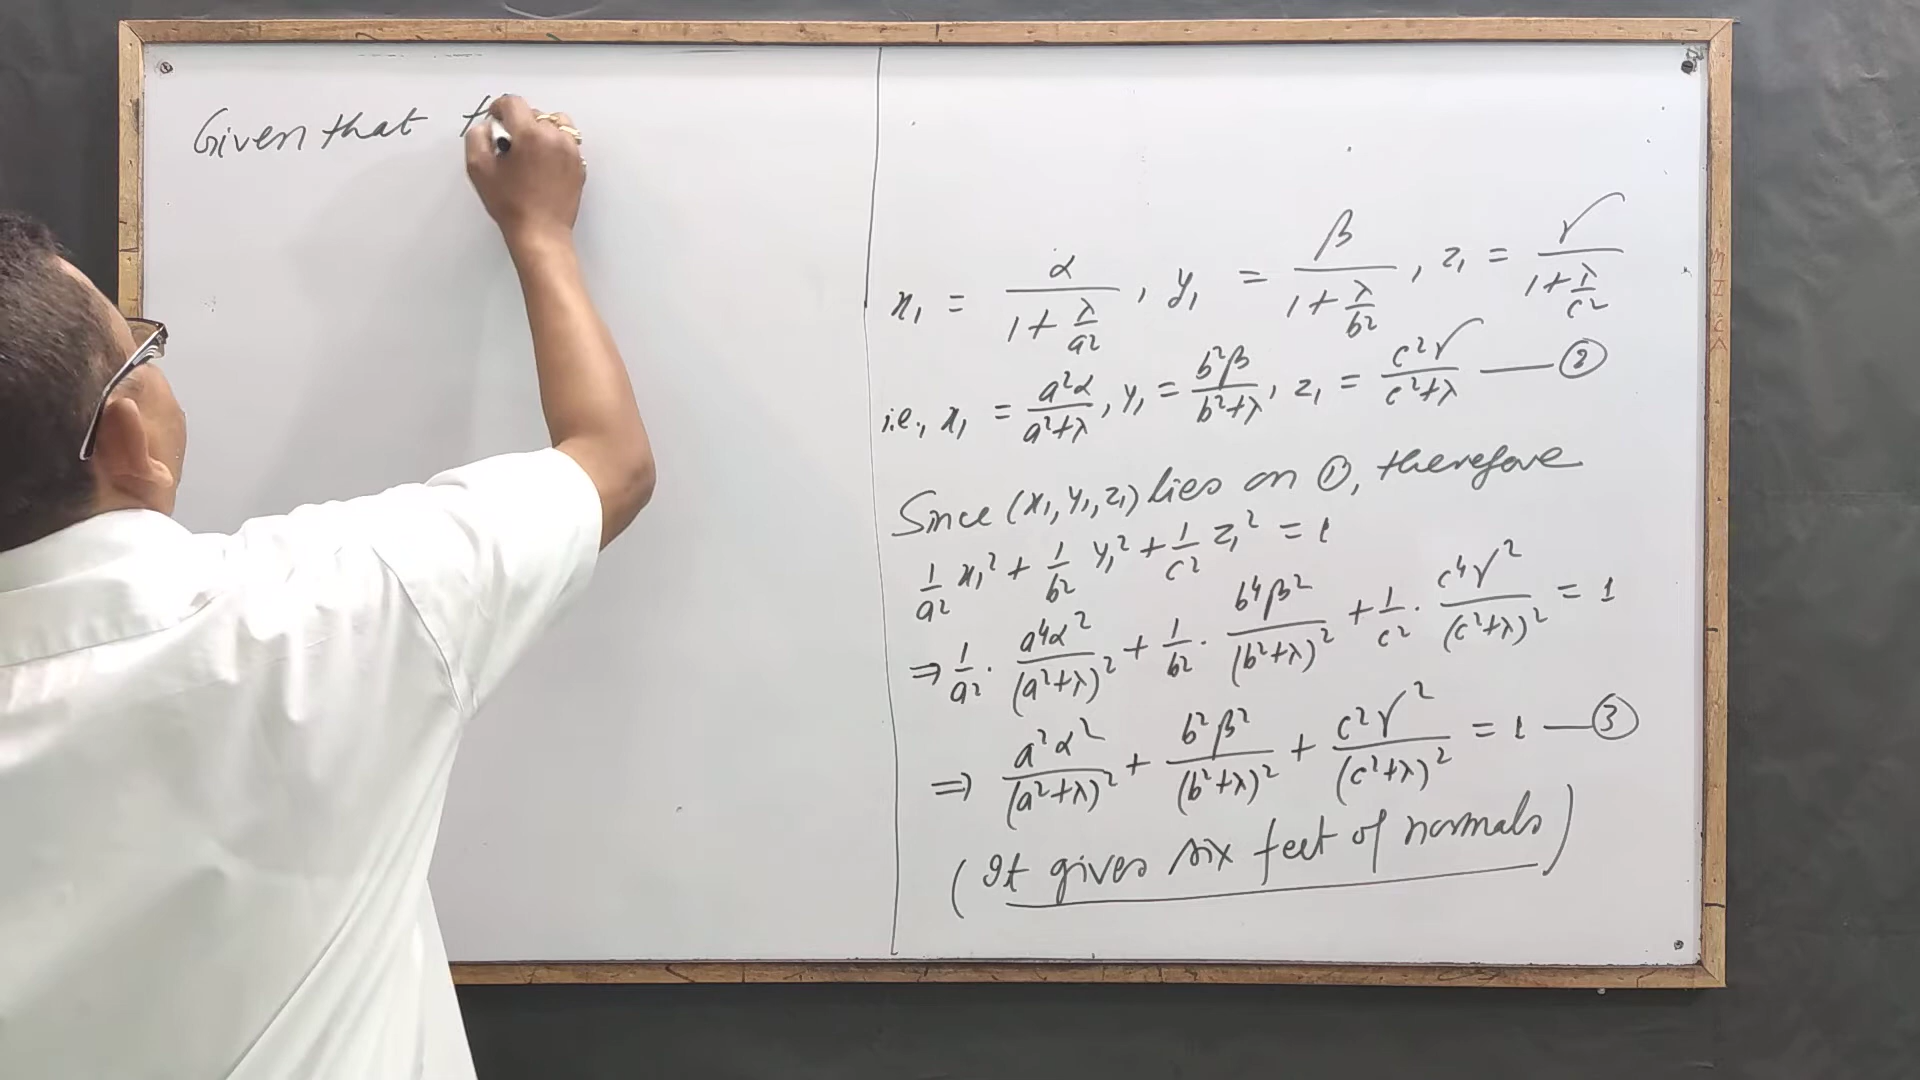 Given that
x₁ = α/(1+λ/a²), y₁ = β/(1+λ/b²), z₁ = γ/(1+λ/c²)
i.e., x₁ = a²α/(a²+λ), y₁ = b²β/(b²+λ), z₁ = c²γ/(c²+λ) — ②
Since (x₁, y₁, z₁) lies on ①, therefore
1/a² x₁² + 1/b² y₁² + 1/c² z₁² = 1
⇒ 1/a² · a⁴α²/(a²+λ)² + 1/b² · b⁴β²/(b²+λ)² + 1/c² · c⁴γ²/(c²+λ)² = 1
⇒ a²α²/(a²+λ)² + b²β²/(b²+λ)² + c²γ²/(c²+λ)² = 1 — ③
(It gives six feet of normals)